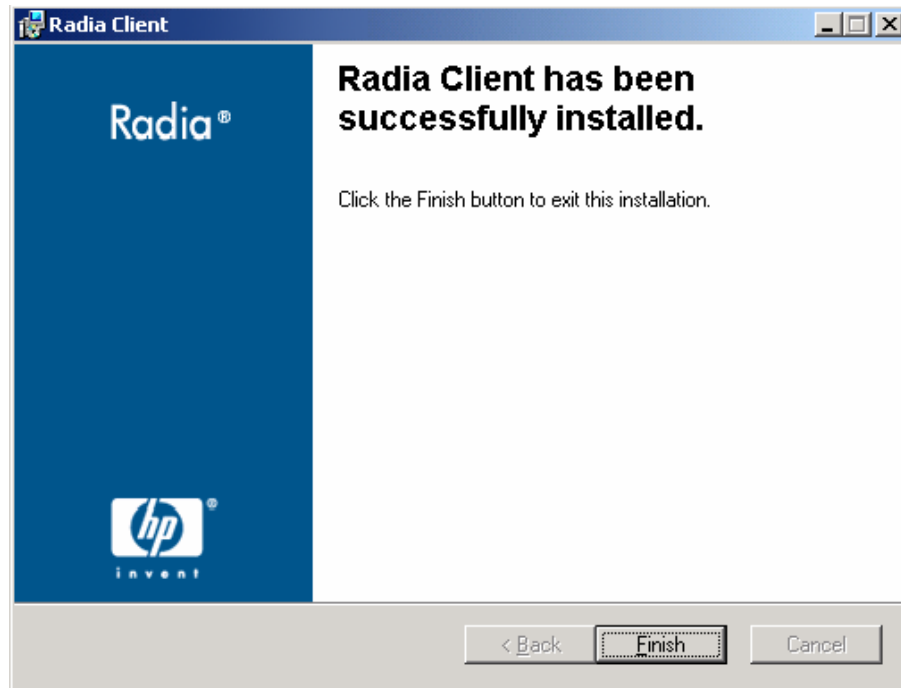 Radia Client
Radia®
Radia Client has been
successfully installed.
Click the Finish button to exit this installation.
hp®
invent
< Back
Finish
Cancel